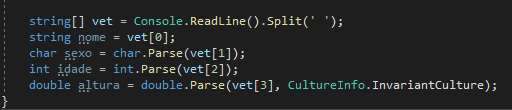 string[] vet = Console.ReadLine().Split(' ');
string nome = vet[0];
char sexo = char.Parse(vet[1]);
int idade = int.Parse(vet[2]);
double altura = double.Parse(vet[3], CultureInfo.InvariantCulture);
}